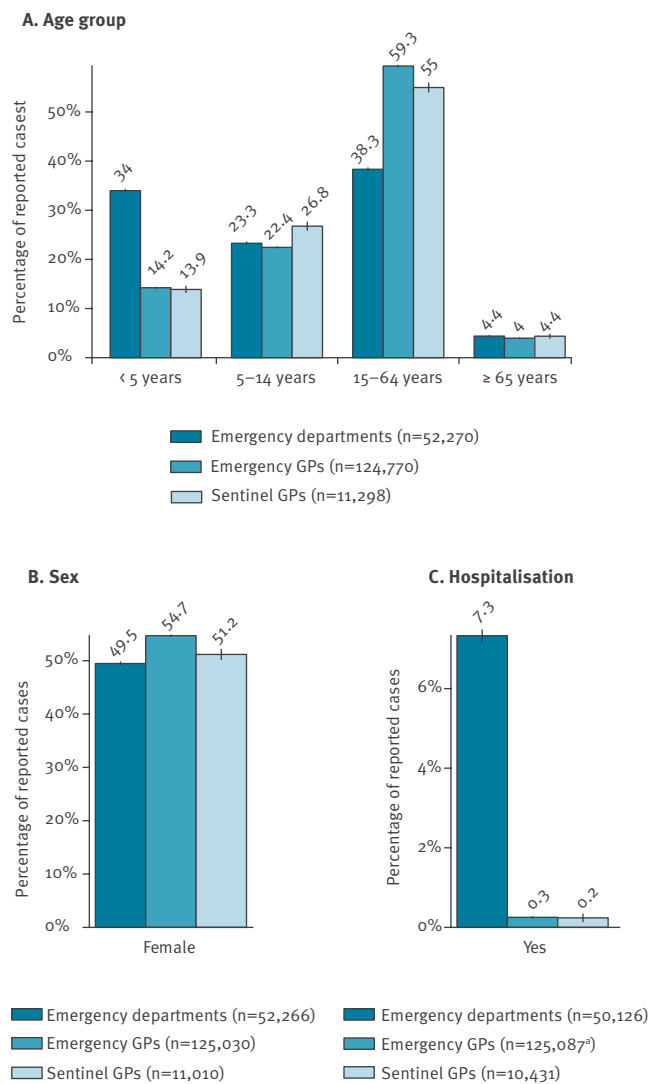 A. Age group
Percentage of reported casest
50%
40%
30%
20%
10%
0%
34
14.2
13.9
23.3
22.4
26.8
38.3
59.3
55
4.4
4
4.4
< 5 years
5–14 years
15–64 years
≥ 65 years
Emergency departments (n=52,270)
Emergency GPs (n=124,770)
Sentinel GPs (n=11,298)
B. Sex
Percentage of reported cases
50%
40%
30%
20%
10%
0%
49.5
54.7
51.2
Female
Emergency departments (n=52,266)
Emergency GPs (n=125,030)
Sentinel GPs (n=11,010)
C. Hospitalisation
Percentage of reported cases
6%
4%
2%
0%
7.3
0.3
0.2
Yes
Emergency departments (n=50,126)
Emergency GPs (n=125,087ª)
Sentinel GPs (n=10,431)